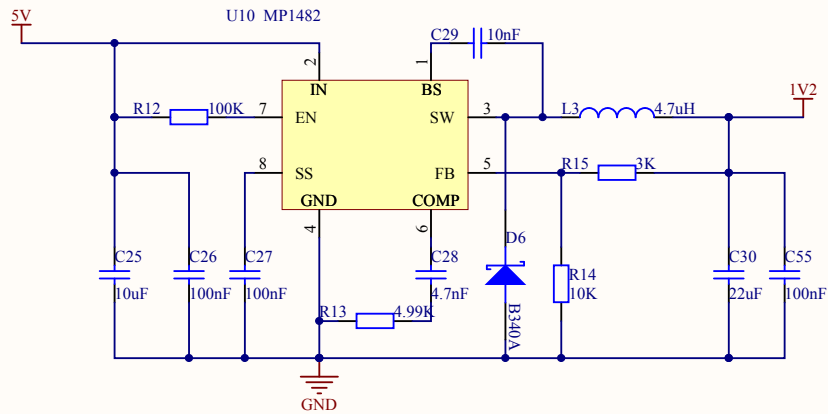 5V
U10 MP1482
C29
10nF
2
1
IN
BS
1V2
R12
100K
7
EN
SW
3
L3
4.7uH
8
SS
FB
5
R15
3K
GND
COMP
4
6
D6
C25
C26
C27
C28
R14
C30
C55
10uF
100nF
100nF
4.7nF
10K
22uF
100nF
R13
4.99K
B340A
GND